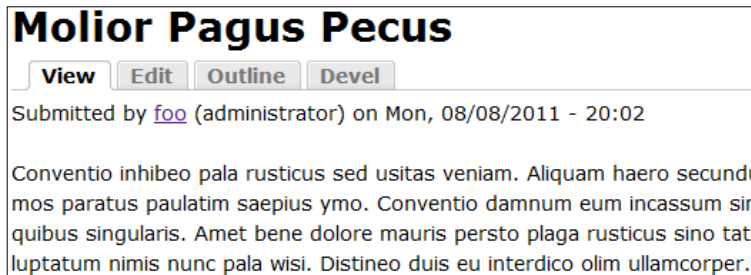 Molior Pagus Pecus
View Edit Outline Devel
Submitted by foo (administrator) on Mon, 08/08/2011 - 20:02
Conventio inhibeo pala rusticus sed usitas veniam. Aliquam haero
mos paratus paulatim saepius ymo. Conventio damnum eum incassum
quibus singularis. Amet bene dolore mauris persto plaga rusticus sino
luptatum nimis nunc pala wisi. Distineo duis eu interdico olim ullamcorper.